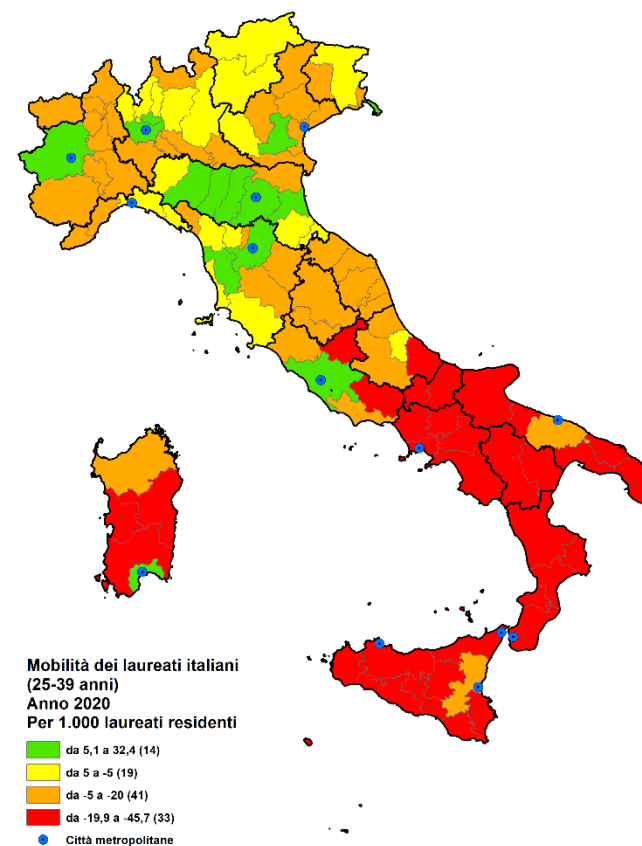 Mobilità dei laureati italiani
(25-39 anni)
Anno 2020
Per 1.000 laureati residenti
da 5,1 a 32,4 (14)
da 5 a -5 (19)
da -5 a -20 (41)
da -19,9 a -45,7 (33)
Città metropolitane